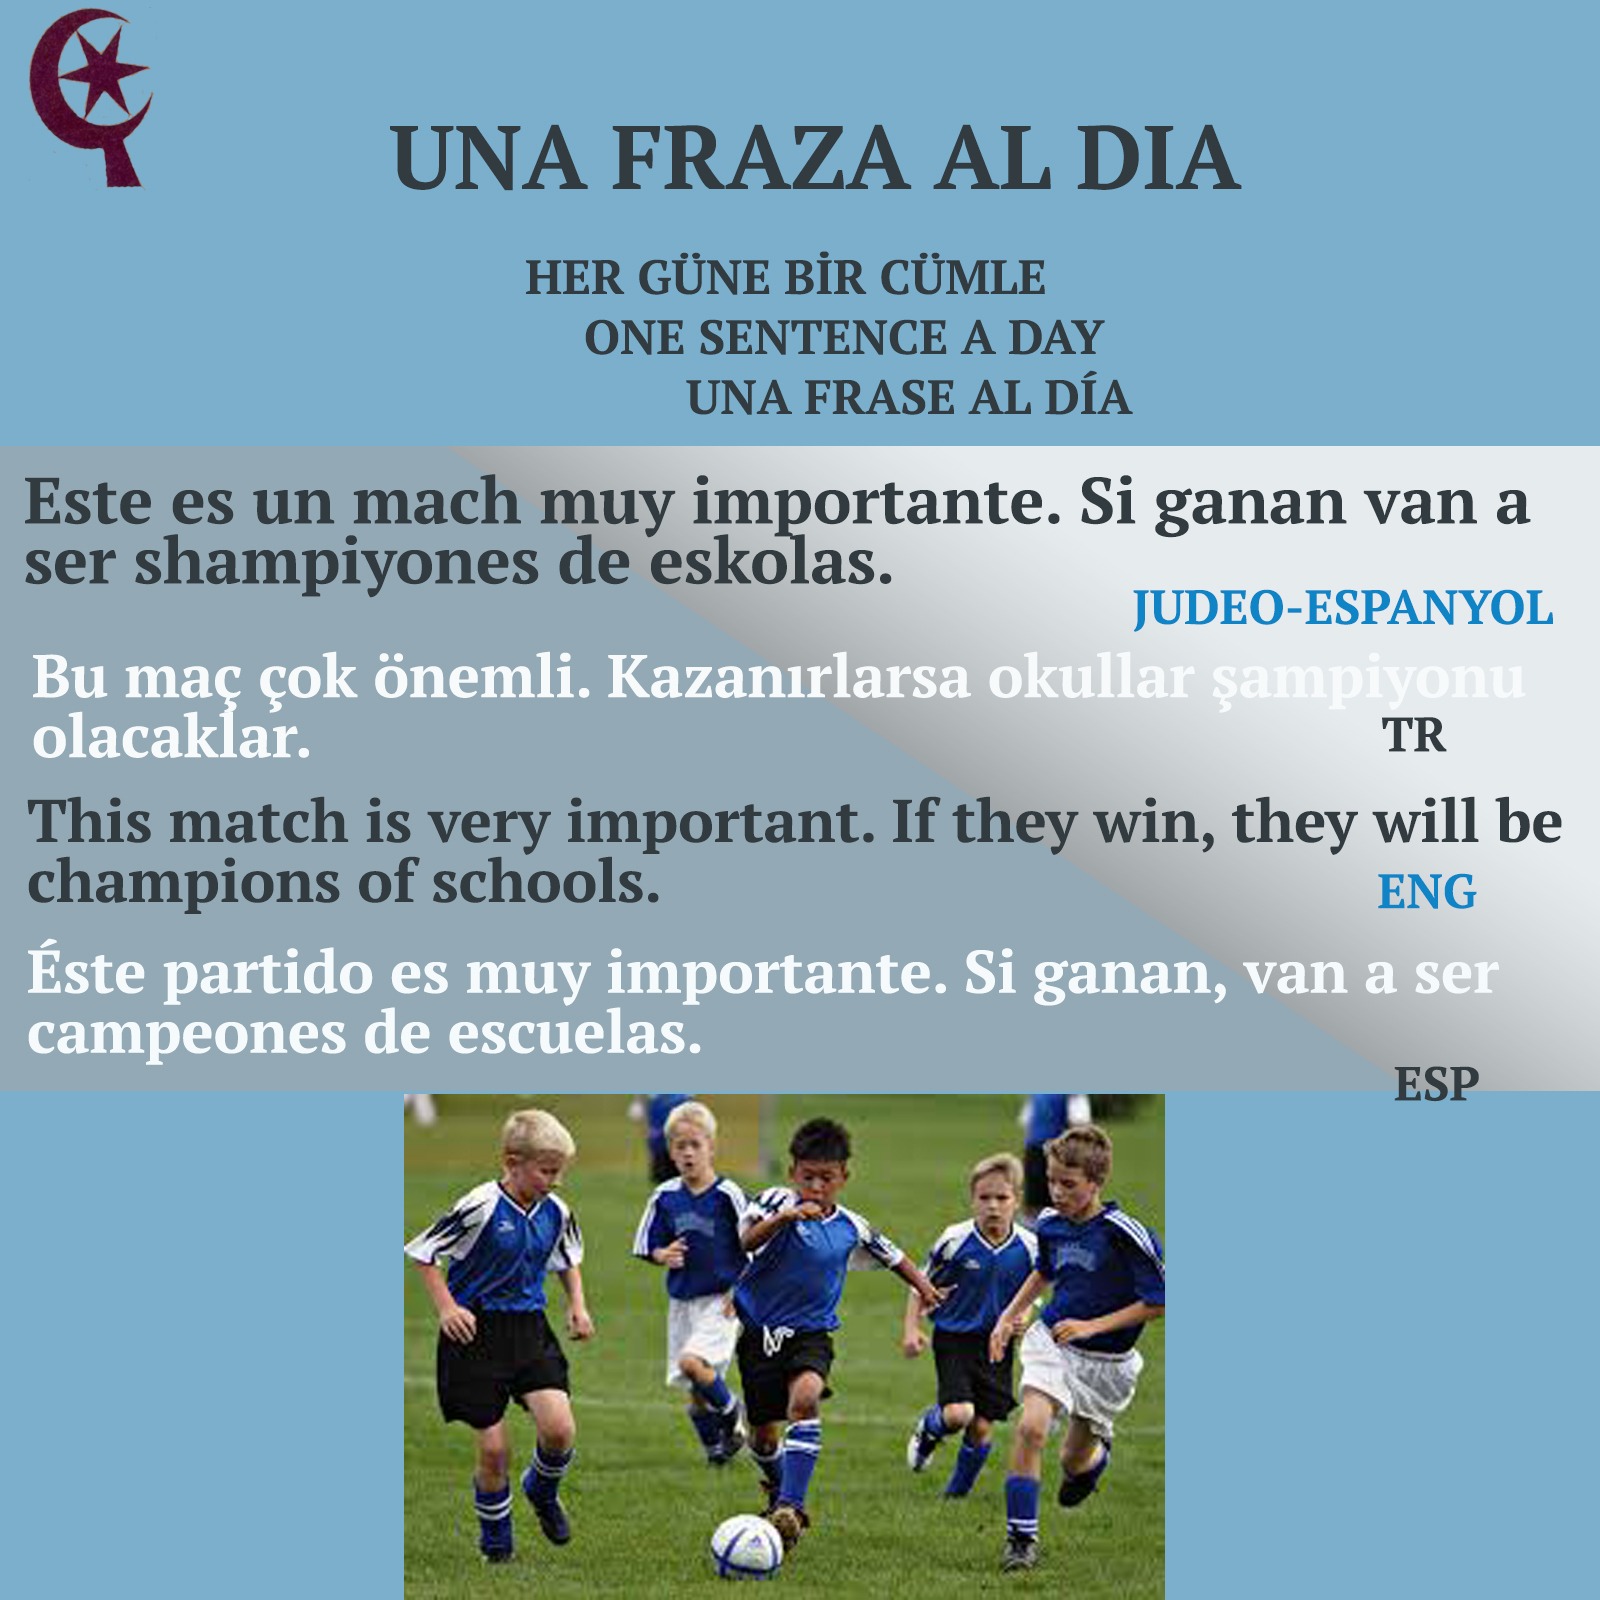 UNA FRAZA AL DIA
HER GÜNE BİR CÜMLE
ONE SENTENCE A DAY
UNA FRASE AL DÍA
Este es un mach muy importante. Si ganan van a
ser shampiyones de eskolas.
JUDEO-ESPANYOL
Bu maç çok önemli. Kazanırlarsa okullar şampiyonu
olacaklar.
TR
This match is very important. If they win, they will be
champions of schools.
ENG
Éste partido es muy importante. Si ganan, van a ser
campeones de escuelas.
ESP